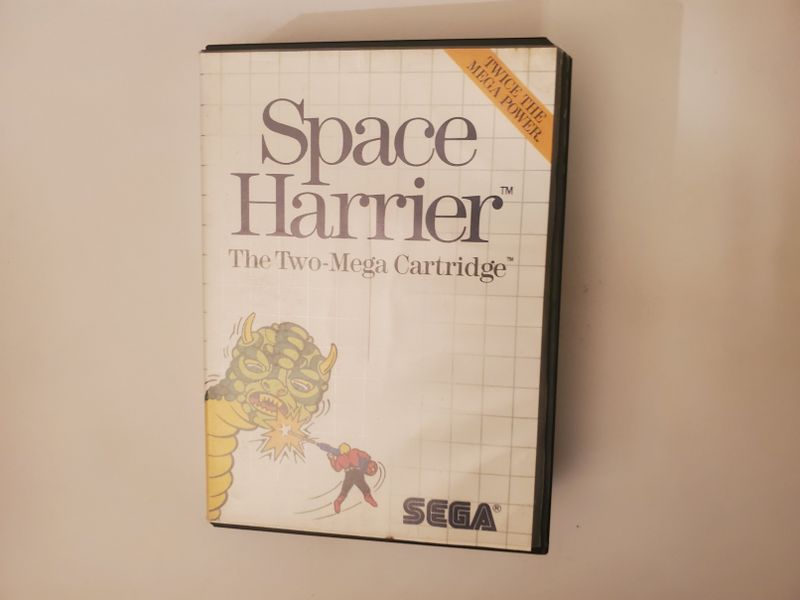 TWICE THE
MEGA POWER.
Space
Harrier™
The Two-Mega Cartridge™
SEGA®